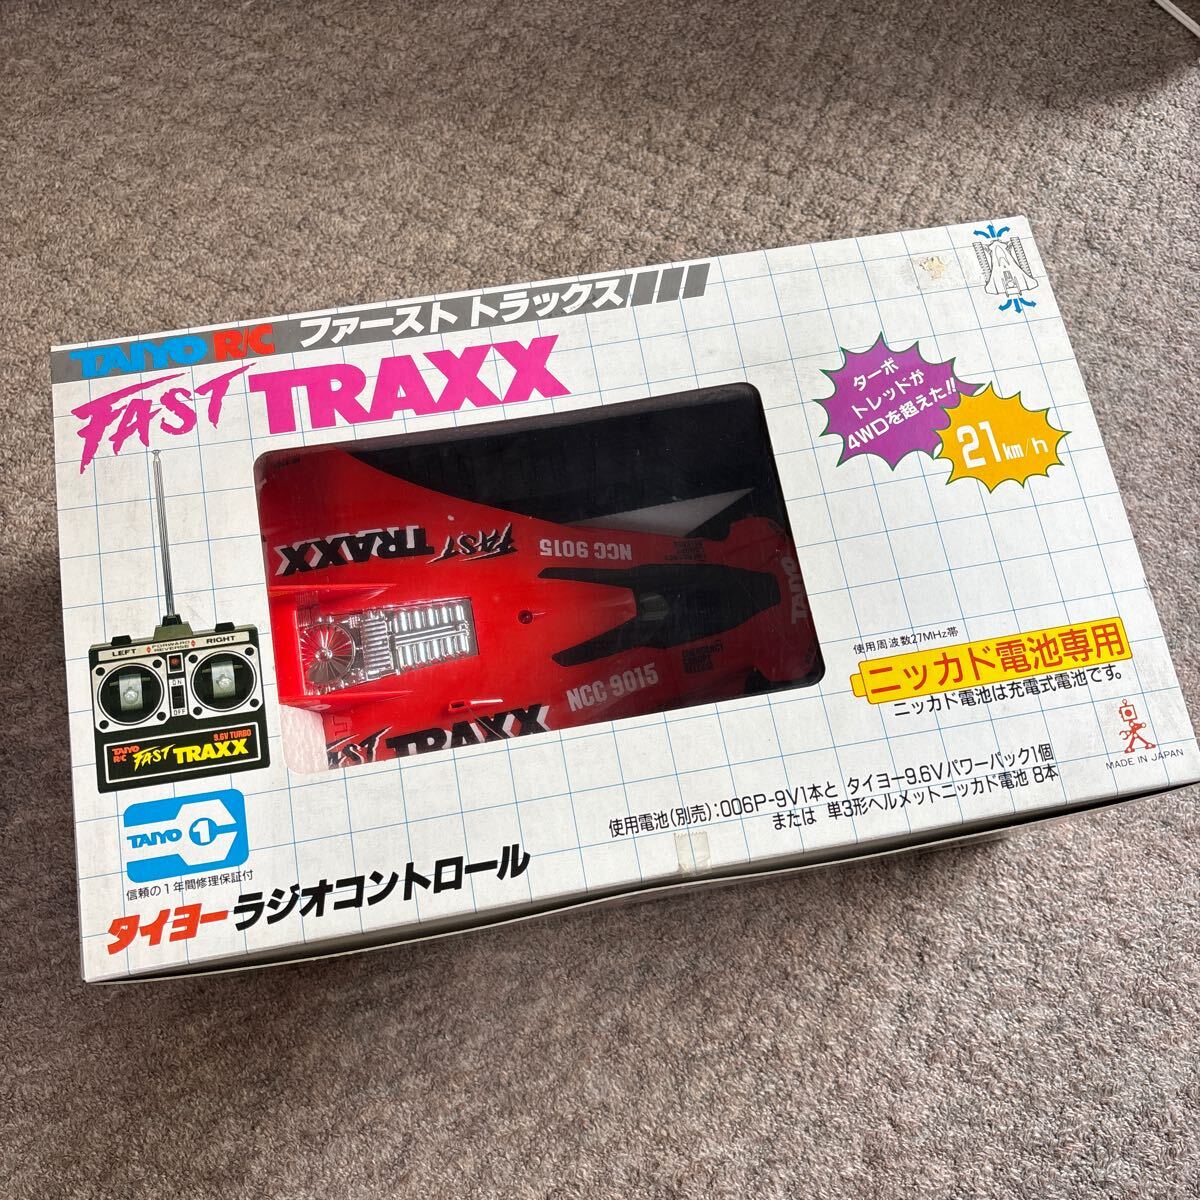 TAIYO R/C ファースト トラックス
FAST TRAXX
ターボ
トレッドが
4WDを超えた!!
21km/h
LEFT
FORWARD
REVERSE
RIGHT
ON
OFF
9.6V TURBO
TAIYO R/C FAST TRAXX
FAST TRAXX
NCC 9015
TAIYO
NCC 9015
EMERGENCY
CANOPY
RELEASE
FAST TRAXX
使用周波数27MHz帯
ニッカド電池専用
ニッカド電池は充電式電池です。
MADE IN JAPAN
使用電池(別売):006P-9V1本と タイヨー9.6Vパワーパック1個
または 単3形ヘルメットニッカド電池 8本
TAIYO 1
信頼の1年間修理保証付
タイヨーラジオコントロール